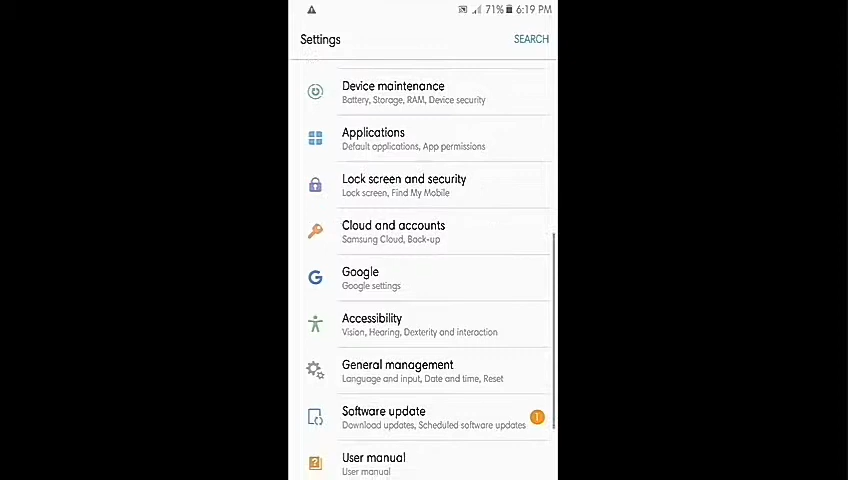 71% 6:19 PM
Settings
SEARCH
Device maintenance
Battery, Storage, RAM, Device security
Applications
Default applications, App permissions
Lock screen and security
Lock screen, Find My Mobile
Cloud and accounts
Samsung Cloud, Back-up
Google
Google settings
Accessibility
Vision, Hearing, Dexterity and interaction
General management
Language and input, Date and time, Reset
Software update
Download updates, Scheduled software updates
User manual
User manual